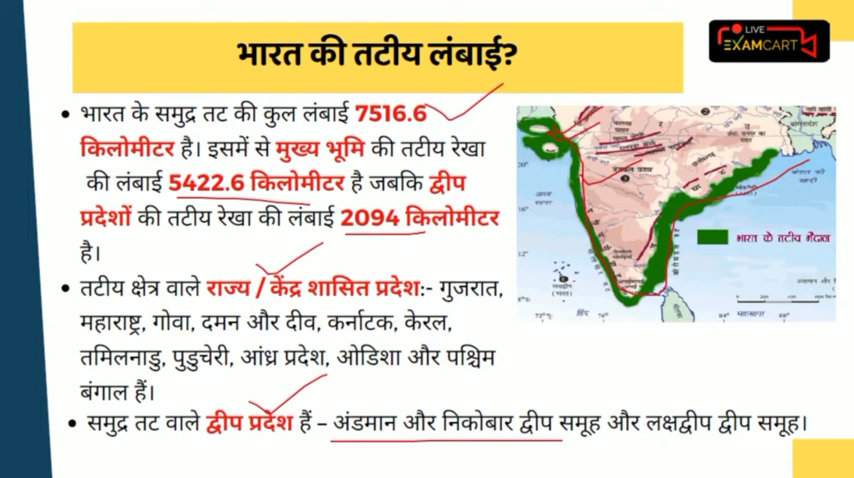 भारत की तटीय लंबाई?
LIVE
EXAMCART
• भारत के समुद्र तट की कुल लंबाई 7516.6
किलोमीटर है। इसमें से मुख्य भूमि की तटीय रेखा
की लंबाई 5422.6 किलोमीटर है जबकि द्वीप
प्रदेशों की तटीय रेखा की लंबाई 2094 किलोमीटर
है।
• तटीय क्षेत्र वाले राज्य / केंद्र शासित प्रदेश:- गुजरात,
महाराष्ट्र, गोवा, दमन और दीव, कर्नाटक, केरल,
तमिलनाडु, पुडुचेरी, आंध्र प्रदेश, ओडिशा और पश्चिम
बंगाल हैं।
• समुद्र तट वाले द्वीप प्रदेश हैं – अंडमान और निकोबार द्वीप समूह और लक्षद्वीप द्वीप समूह।
भारत के तटीय मैदान